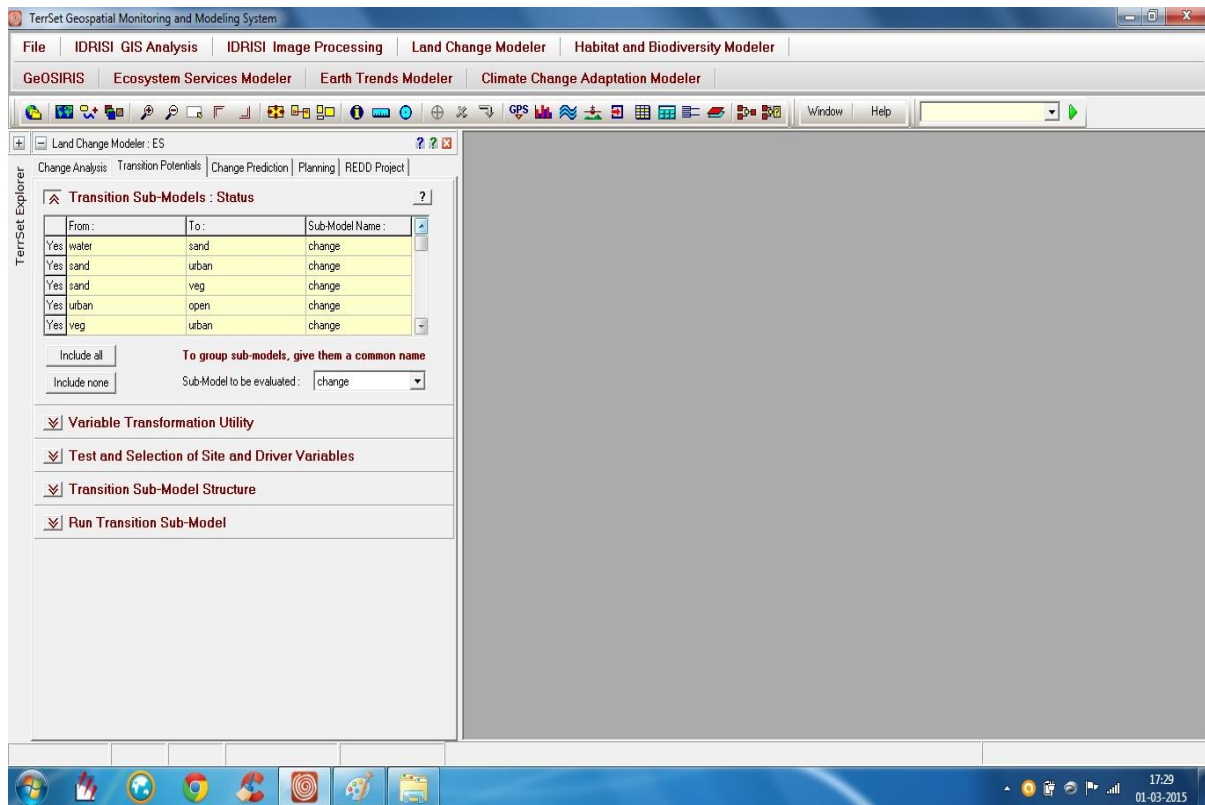 TerrSet Geospatial Monitoring and Modeling System
File IDRISI GIS Analysis IDRISI Image Processing Land Change Modeler Habitat and Biodiversity Modeler
GeOSIRIS Ecosystem Services Modeler Earth Trends Modeler Climate Change Adaptation Modeler
GPS Window Help
Land Change Modeler : ES ? ?
Change Analysis Transition Potentials Change Prediction Planning REDD Project
TerrSet Explorer
Transition Sub-Models : Status ?
From : To : Sub-Model Name :
Yes water sand change
Yes sand urban change
Yes sand veg change
Yes urban open change
Yes veg urban change
Include all To group sub-models, give them a common name
Include none Sub-Model to be evaluated : change
Variable Transformation Utility
Test and Selection of Site and Driver Variables
Transition Sub-Model Structure
Run Transition Sub-Model
17:29
01-03-2015